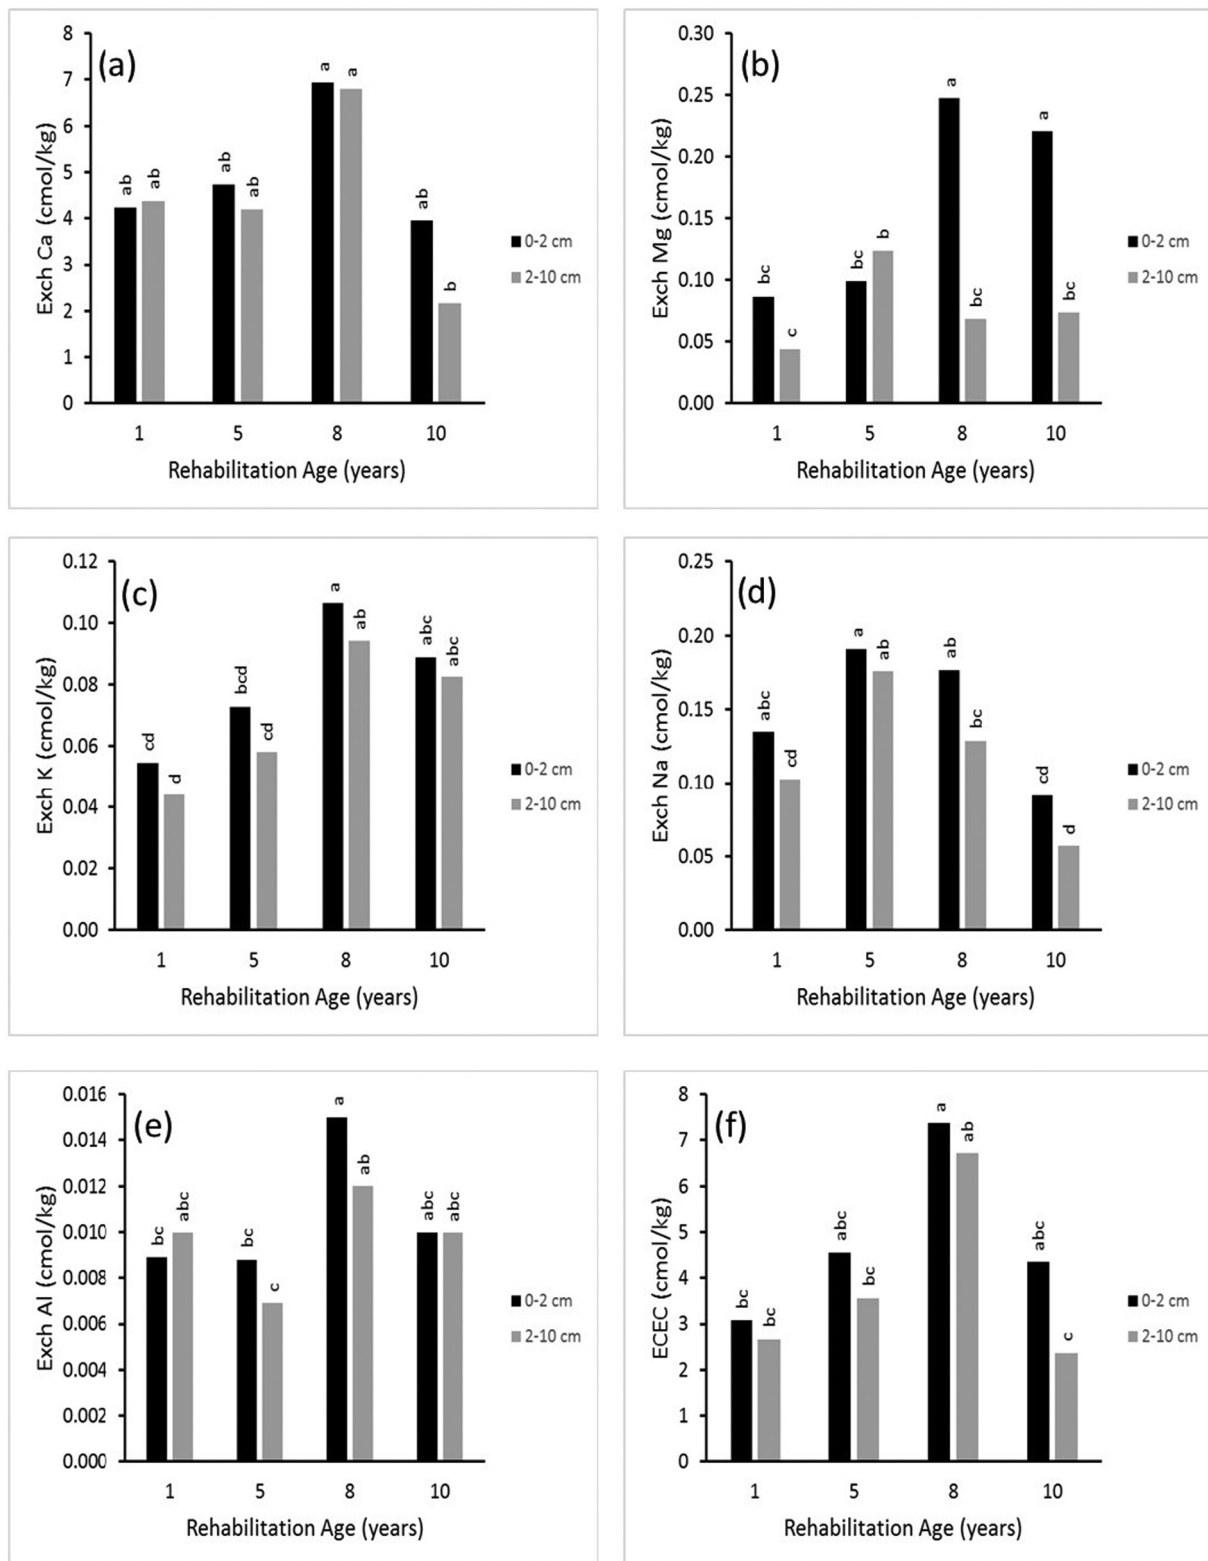 (a)
Exch Ca (cmol/kg)
8
7
6
5
4
3
2
1
0
ab ab ab ab a a ab b
1 5 8 10
Rehabilitation Age (years)
0-2 cm
2-10 cm
(b)
Exch Mg (cmol/kg)
0.30
0.25
0.20
0.15
0.10
0.05
0.00
bc c bc b a bc a bc
1 5 8 10
Rehabilitation Age (years)
0-2 cm
2-10 cm
(c)
Exch K (cmol/kg)
0.12
0.10
0.08
0.06
0.04
0.02
0.00
cd d bcd cd a ab abc abc
1 5 8 10
Rehabilitation Age (years)
0-2 cm
2-10 cm
(d)
Exch Na (cmol/kg)
0.25
0.20
0.15
0.10
0.05
0.00
abc cd a ab ab bc cd d
1 5 8 10
Rehabilitation Age (years)
0-2 cm
2-10 cm
(e)
Exch Al (cmol/kg)
0.016
0.014
0.012
0.010
0.008
0.006
0.004
0.002
0.000
bc abc bc c a ab abc abc
1 5 8 10
Rehabilitation Age (years)
0-2 cm
2-10 cm
(f)
ECEC (cmol/kg)
8
7
6
5
4
3
2
1
0
bc bc abc bc a ab abc c
1 5 8 10
Rehabilitation Age (years)
0-2 cm
2-10 cm